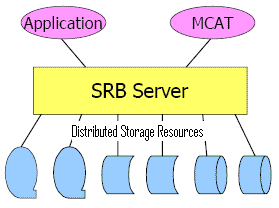 Application
MCAT
SRB Server
Distributed Storage Resources